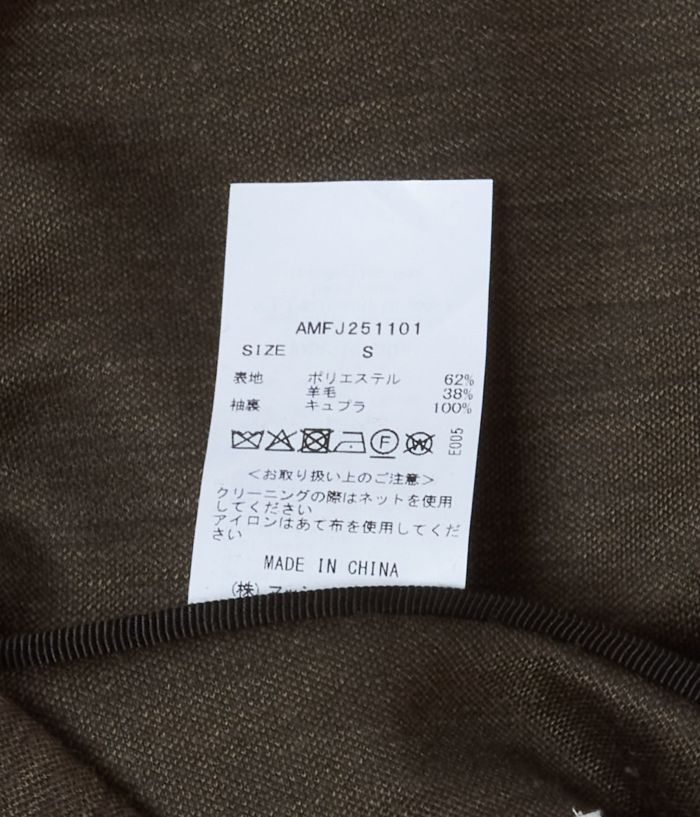 AMFJ251101
SIZE S
表地 ポリエステル 62%
羊毛 38%
袖裏 キュプラ 100%
F W E005
<お取り扱い上のご注意>
クリーニングの際はネットを使用
してください
アイロンはあて布を使用してくだ
さい
MADE IN CHINA
(株)